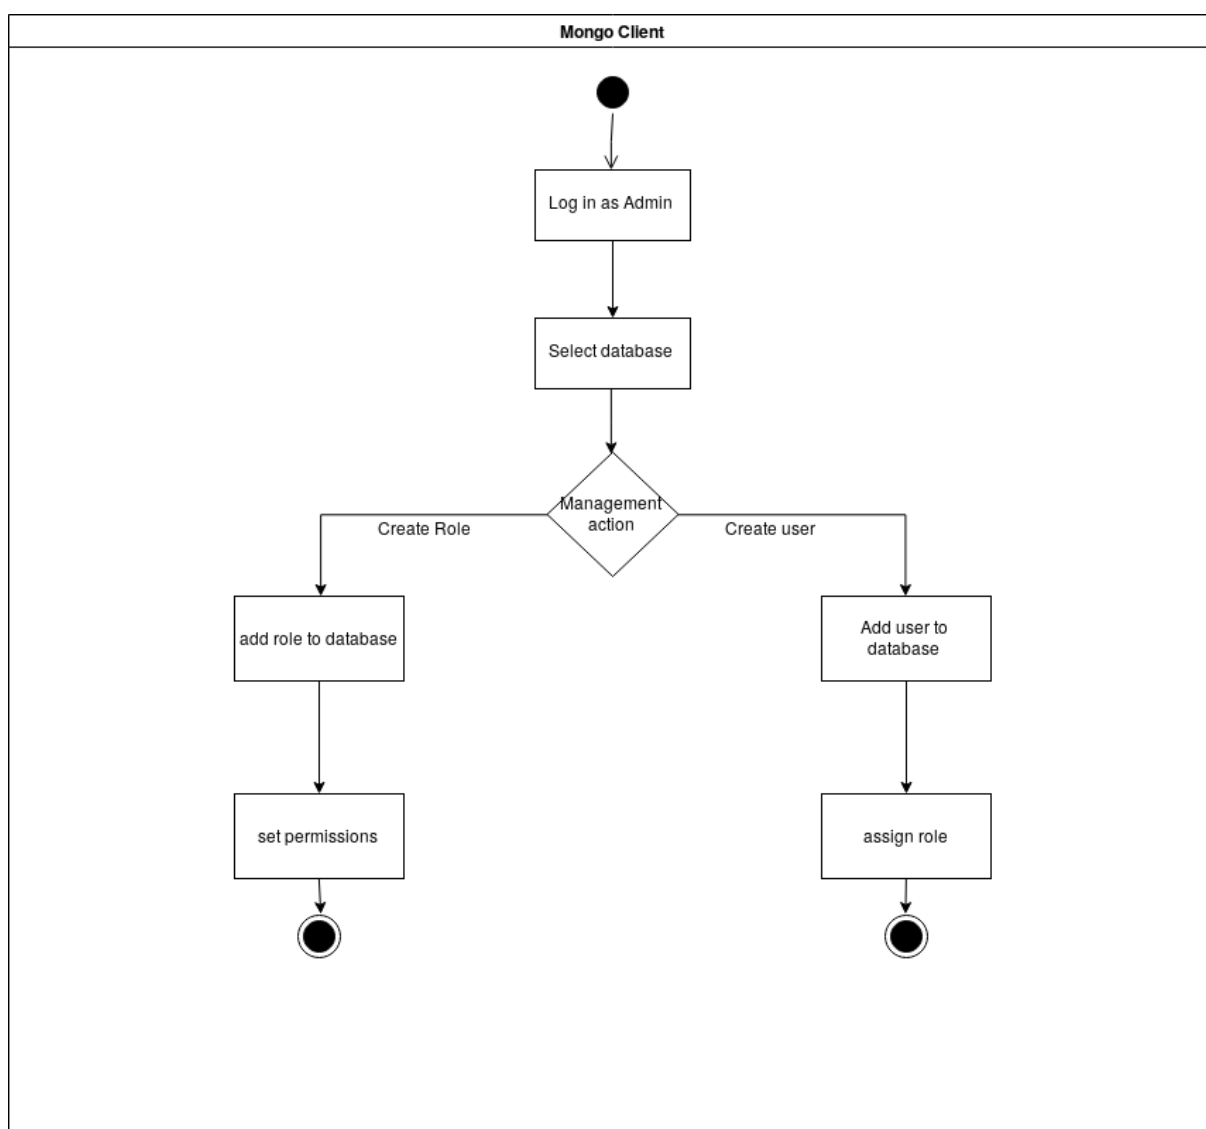 Mongo Client
Log in as Admin
Select database
Management
action
Create Role
Create user
add role to database
Add user to
database
set permissions
assign role